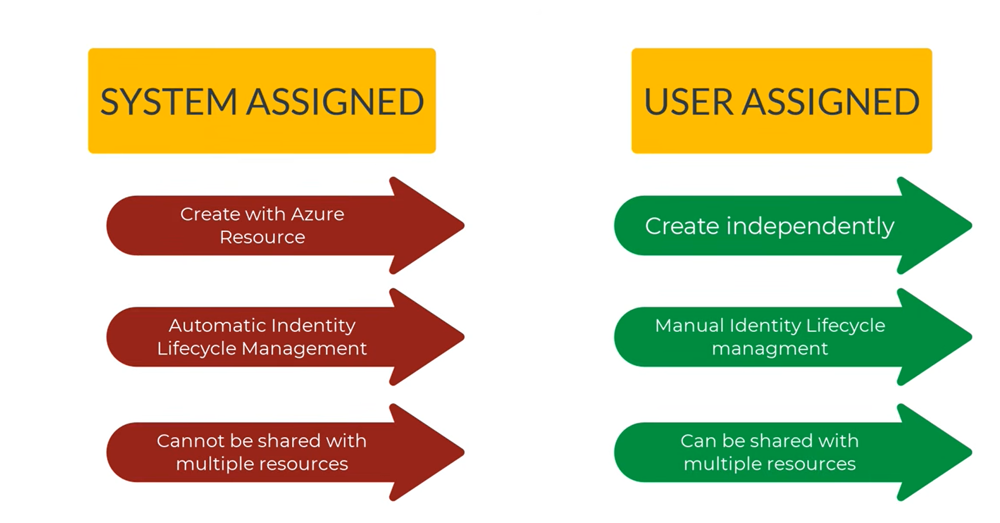 SYSTEM ASSIGNED
Create with Azure
Resource
Automatic Indentity
Lifecycle Management
Cannot be shared with
multiple resources
USER ASSIGNED
Create independently
Manual Identity Lifecycle
managment
Can be shared with
multiple resources